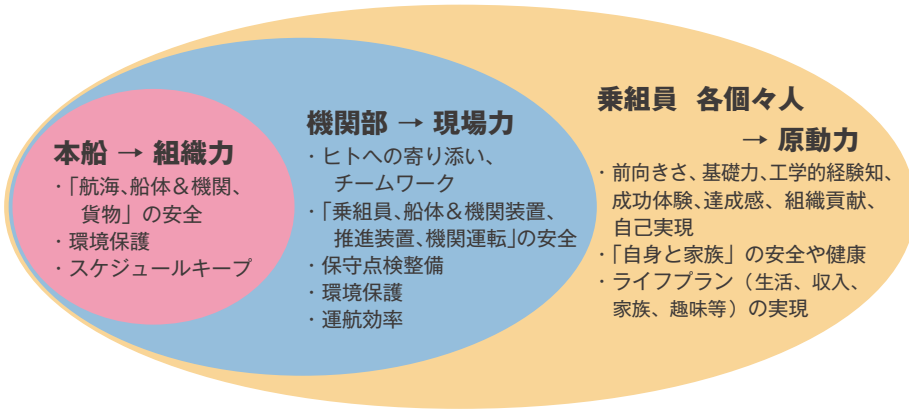 本船 → 組織力
・「航海、船体&機関、
貨物」の安全
・環境保護
・スケジュールキープ
機関部 → 現場力
・ヒトへの寄り添い、
チームワーク
・「乗組員、船体&機関装置、
推進装置、機関運転」の安全
・保守点検整備
・環境保護
・運航効率
乗組員 各個々人
→ 原動力
・前向きさ、基礎力、工学的経験知、
成功体験、達成感、組織貢献、
自己実現
・「自身と家族」の安全や健康
・ライフプラン（生活、収入、
家族、趣味等）の実現